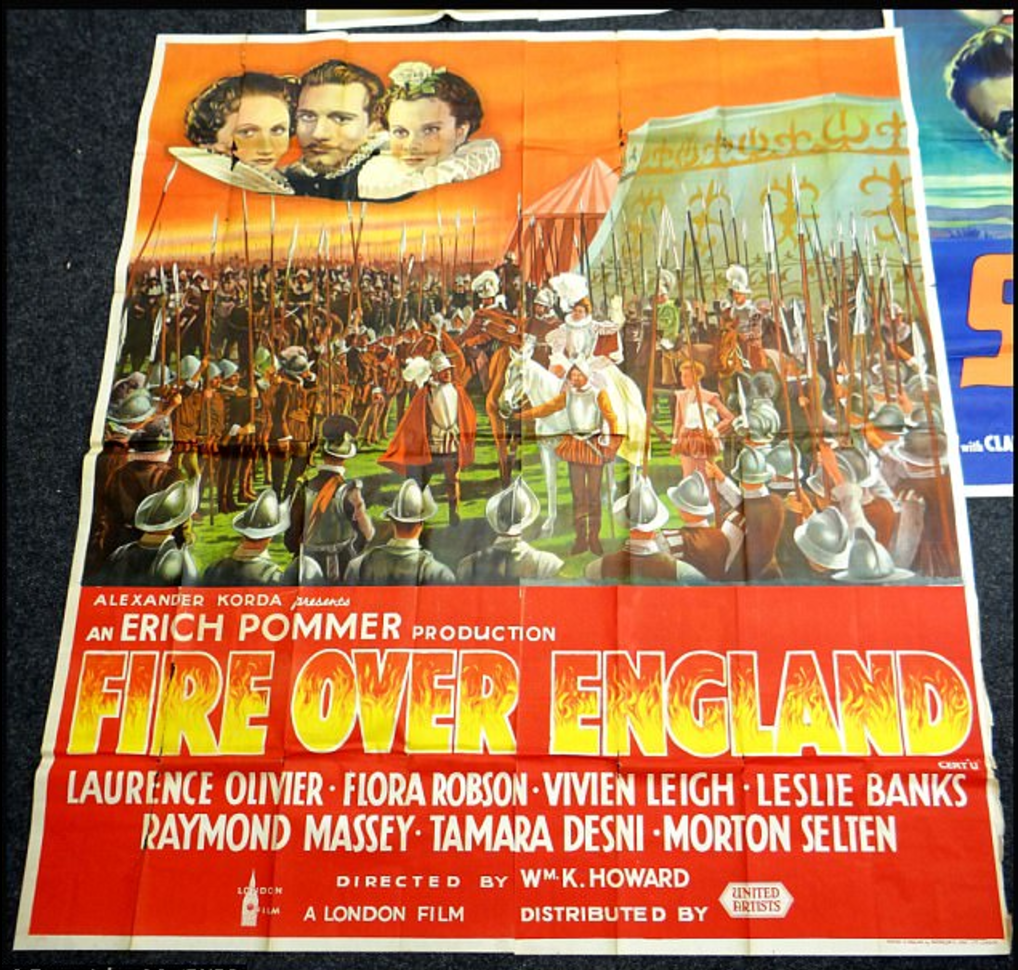 ALEXANDER KORDA presents
AN ERICH POMMER PRODUCTION
FIRE OVER ENGLAND
CERT 'U'
LAURENCE OLIVIER · FLORA ROBSON · VIVIEN LEIGH · LESLIE BANKS
RAYMOND MASSEY · TAMARA DESNI · MORTON SELTEN
DIRECTED BY WM. K. HOWARD
LONDON FILM
A LONDON FILM DISTRIBUTED BY UNITED ARTISTS
with CLA